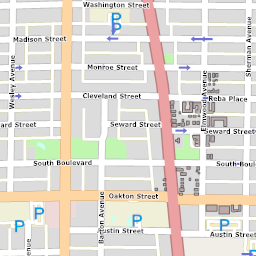 Washington Street
P
P
Madison Street
Sherman Avenue
Wesley Avenue
Monroe Street
Cleveland Street
Reba Place
Elmwood Avenue
ard Street
Seward Street
Seward Street
South Boulevard
South Boul
Oakton Street
Barton Avenue
P
P
P
P
Austin Street
Austin Street